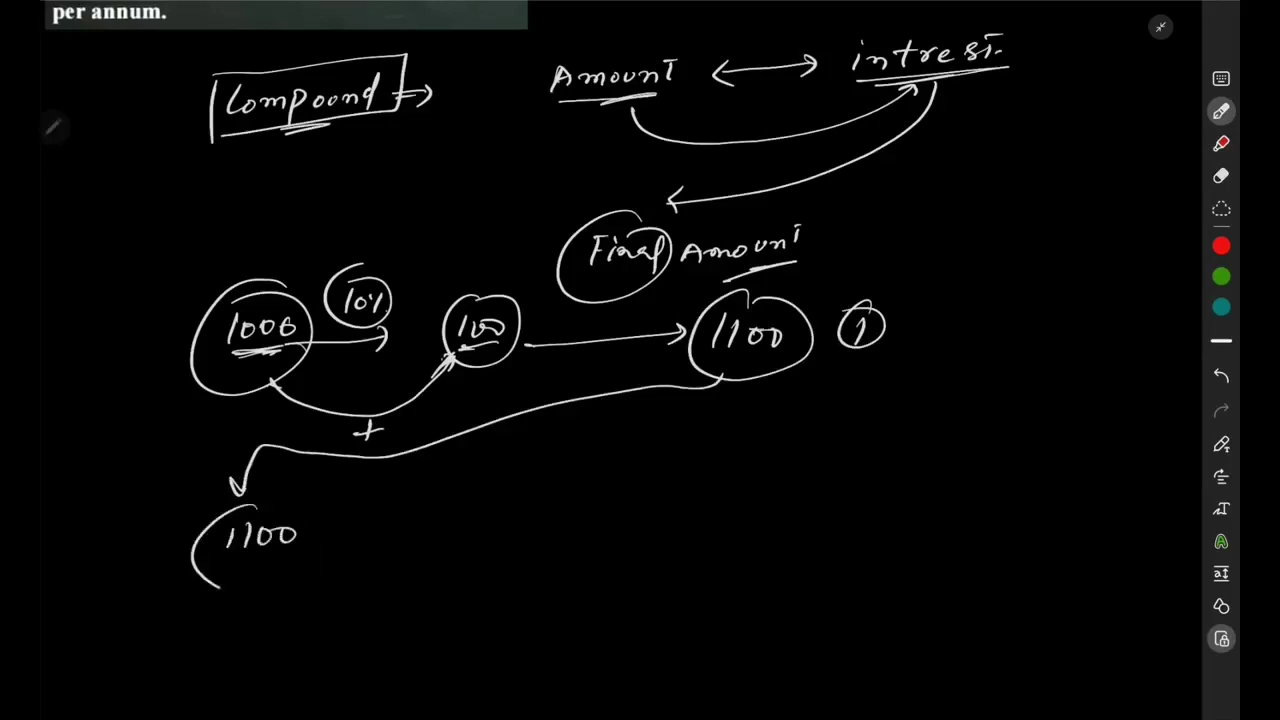 per annum.
Compound → Amount ↔ intrest.
Final Amount
1000 10% 100 1100 1
+
1100